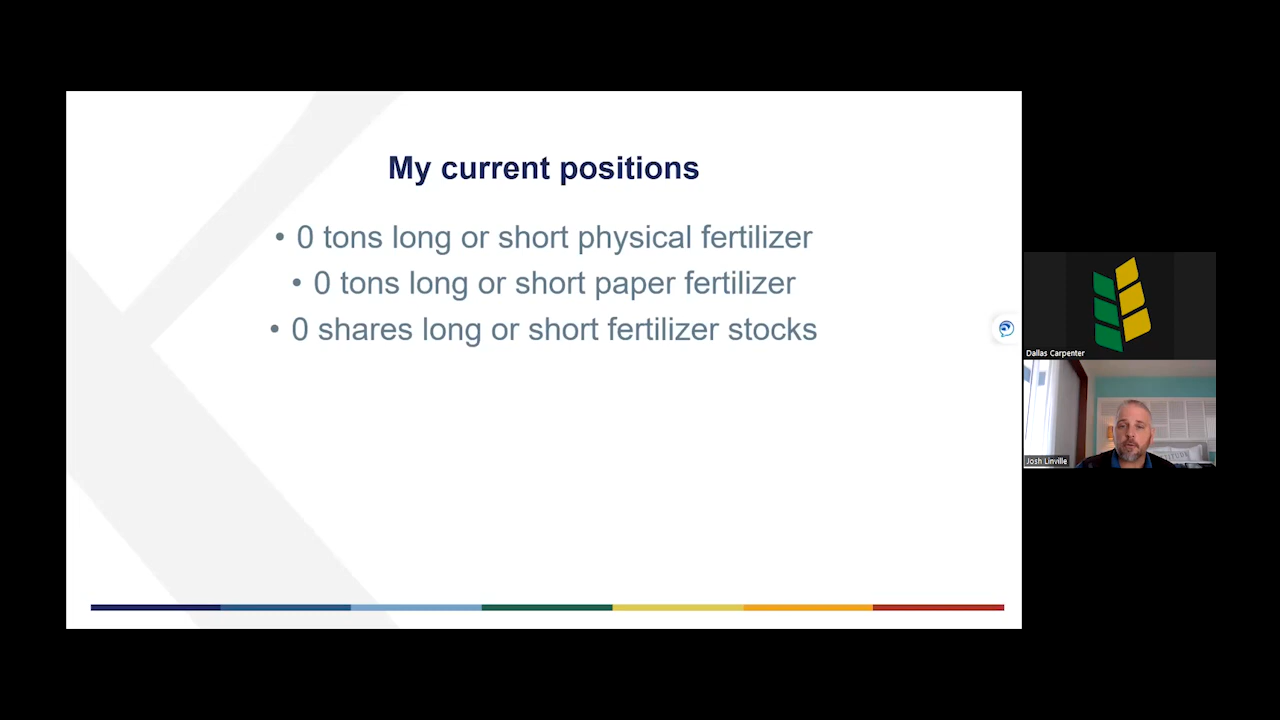 My current positions
• 0 tons long or short physical fertilizer
• 0 tons long or short paper fertilizer
• 0 shares long or short fertilizer stocks
Dallas Carpenter
Josh Linville